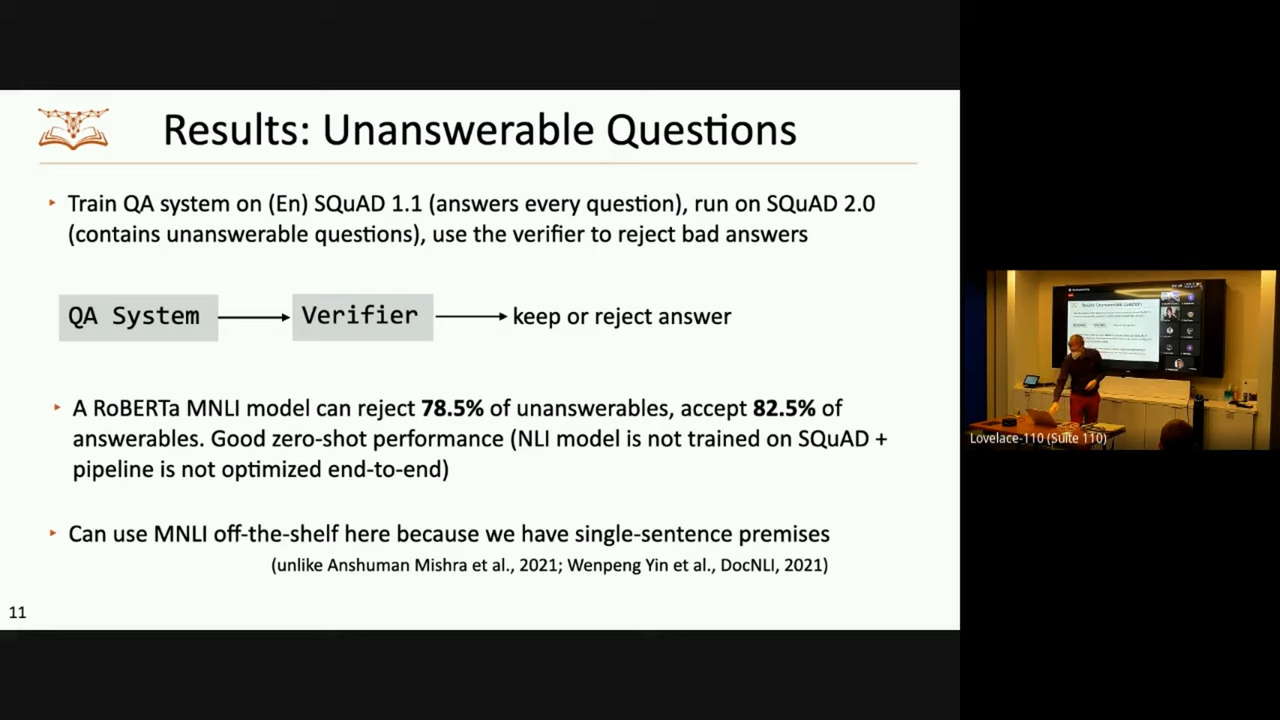 Results: Unanswerable Questions
Train QA system on (En) SQuAD 1.1 (answers every question), run on SQuAD 2.0
(contains unanswerable questions), use the verifier to reject bad answers
QA System
Verifier
keep or reject answer
A RoBERTa MNLI model can reject 78.5% of unanswerables, accept 82.5% of
answerables. Good zero-shot performance (NLI model is not trained on SQuAD +
pipeline is not optimized end-to-end)
Can use MNLI off-the-shelf here because we have single-sentence premises
(unlike Anshuman Mishra et al., 2021; Wenpeng Yin et al., DocNLI, 2021)
11
Results: Unanswerable Questions
Lovelace-110 (Suite 110)